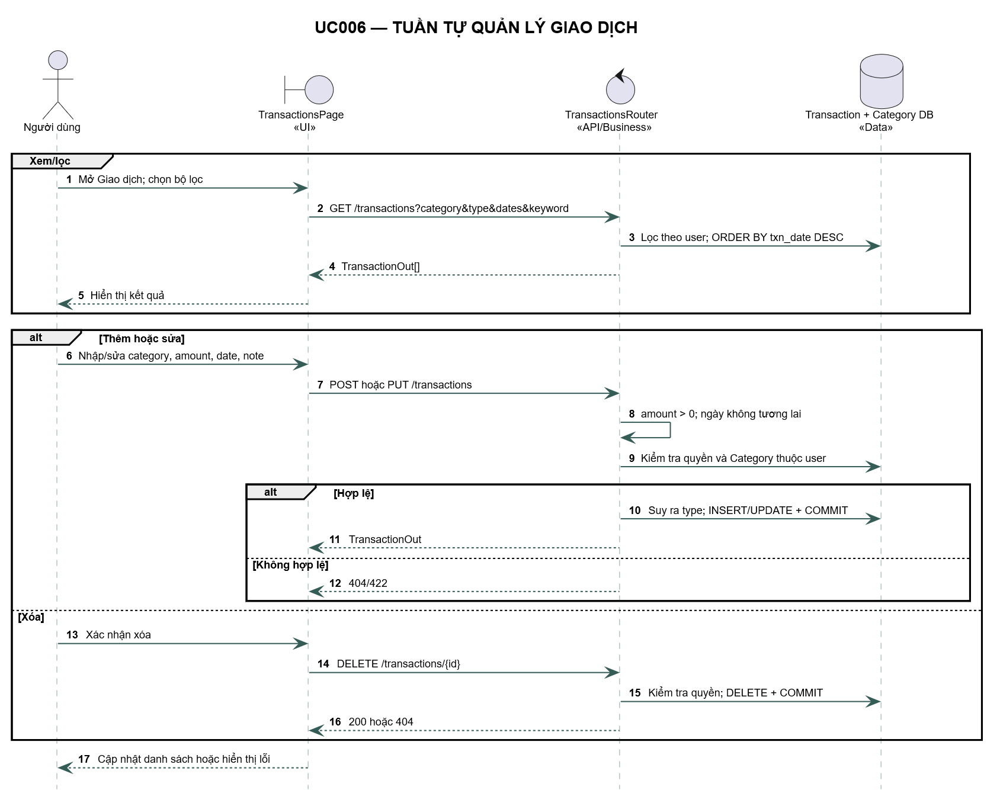 UC006 — TUẦN TỰ QUẢN LÝ GIAO DỊCH
Người dùng
TransactionsPage
«UI»
TransactionsRouter
«API/Business»
Transaction + Category DB
«Data»
Xem/lọc
1 Mở Giao dịch; chọn bộ lọc
2 GET /transactions?category&type&dates&keyword
3 Lọc theo user; ORDER BY txn_date DESC
4 TransactionOut[]
5 Hiển thị kết quả
alt [Thêm hoặc sửa]
6 Nhập/sửa category, amount, date, note
7 POST hoặc PUT /transactions
8 amount > 0; ngày không tương lai
9 Kiểm tra quyền và Category thuộc user
alt [Hợp lệ]
10 Suy ra type; INSERT/UPDATE + COMMIT
11 TransactionOut
[Không hợp lệ]
12 404/422
[Xóa]
13 Xác nhận xóa
14 DELETE /transactions/{id}
15 Kiểm tra quyền; DELETE + COMMIT
16 200 hoặc 404
17 Cập nhật danh sách hoặc hiển thị lỗi